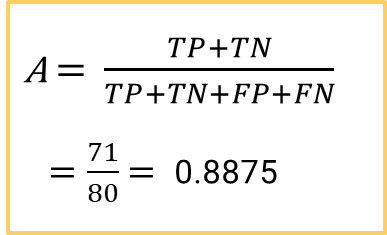 A = TP+TN / TP+TN+FP+FN
= 71/80 = 0.8875